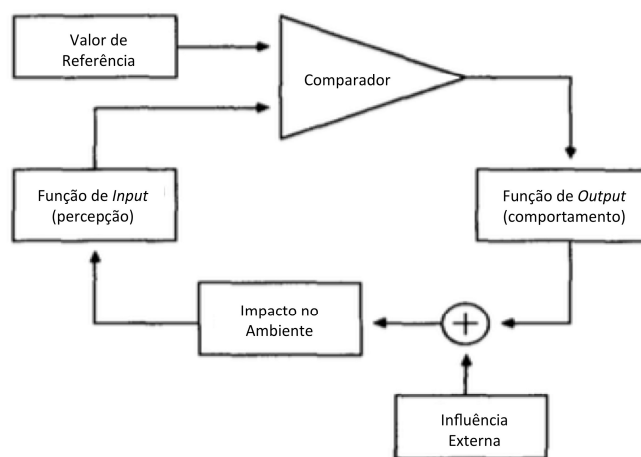 Valor de
Referência
Comparador
Função de Input
(percepção)
Função de Output
(comportamento)
Impacto no
Ambiente
+
Influência
Externa